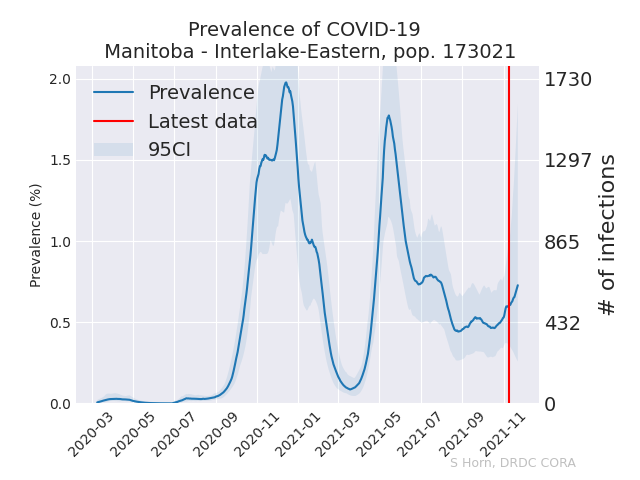 Prevalence of COVID-19
Manitoba - Interlake-Eastern, pop. 173021
Prevalence
Latest data
95CI
Prevalence (%)
2.0
1.5
1.0
0.5
0.0
1730
1297
865
432
0
# of infections
2020-03
2020-05
2020-07
2020-09
2020-11
2021-01
2021-03
2021-05
2021-07
2021-09
2021-11
S Horn, DRDC CORA